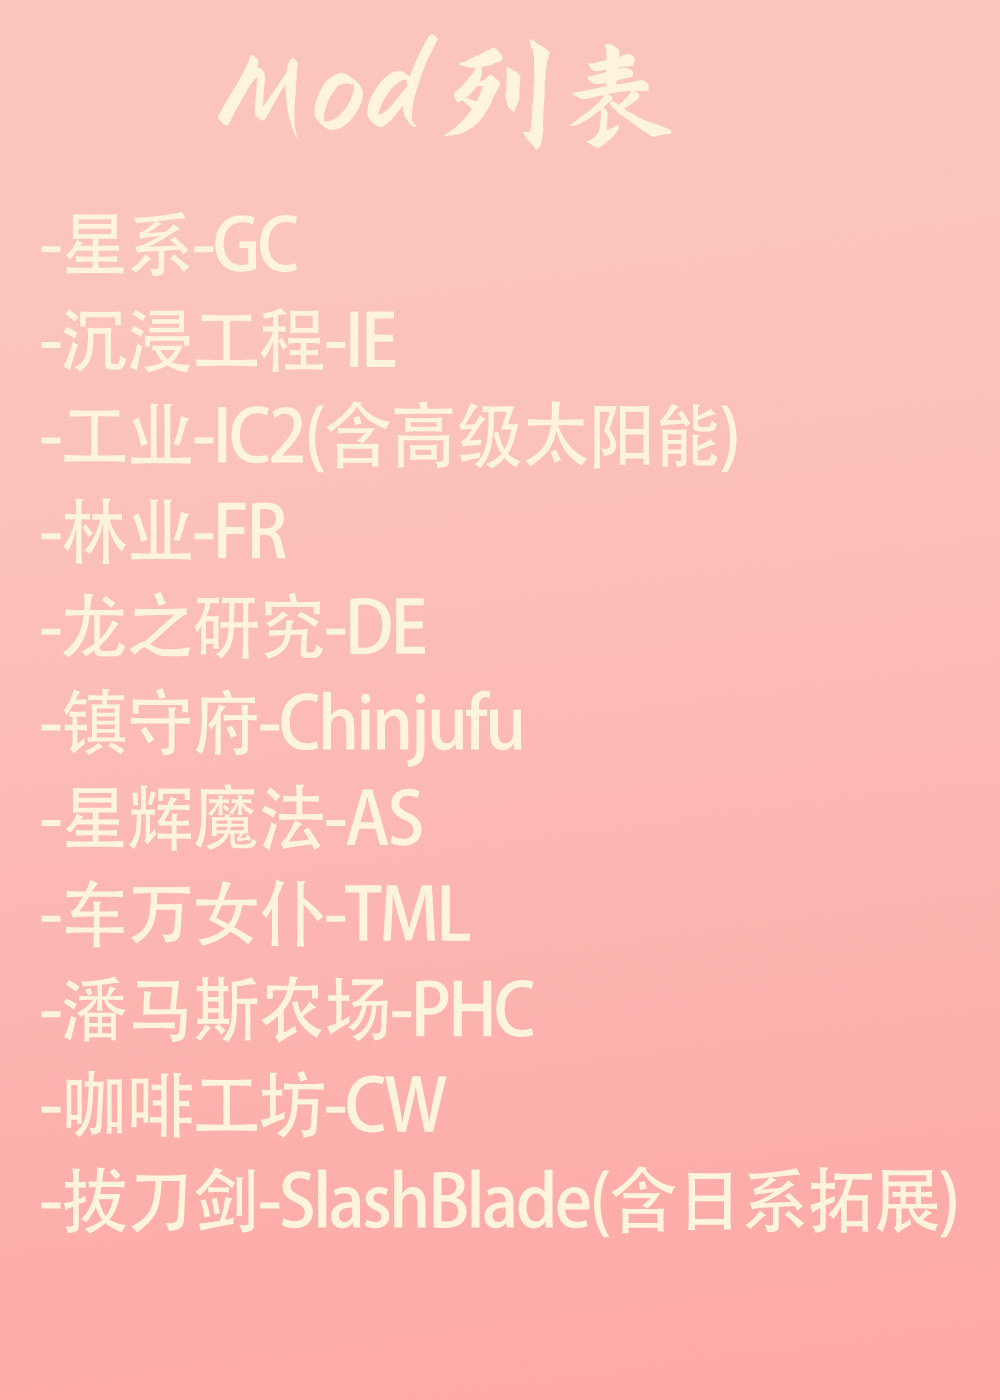 Mod列表
-星系-GC
-沉浸工程-IE
-工业-IC2(含高级太阳能)
-林业-FR
-龙之研究-DE
-镇守府-Chinjufu
-星辉魔法-AS
-车万女仆-TML
-潘马斯农场-PHC
-咖啡工坊-CW
-拔刀剑-SlashBlade(含日系拓展)